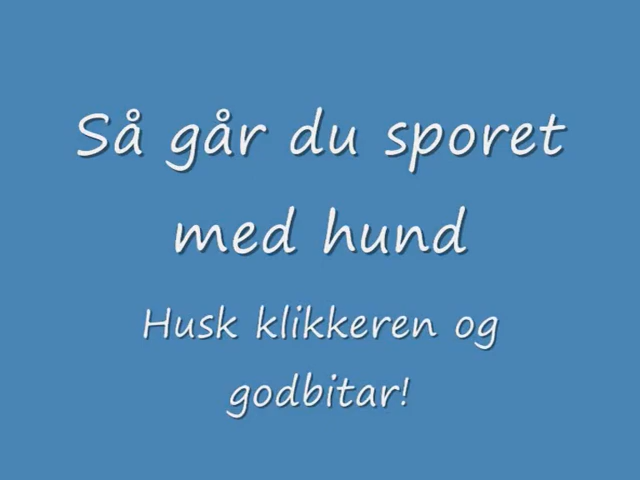 Så går du sporet
med hund
Husk klikkeren og
godbitar!